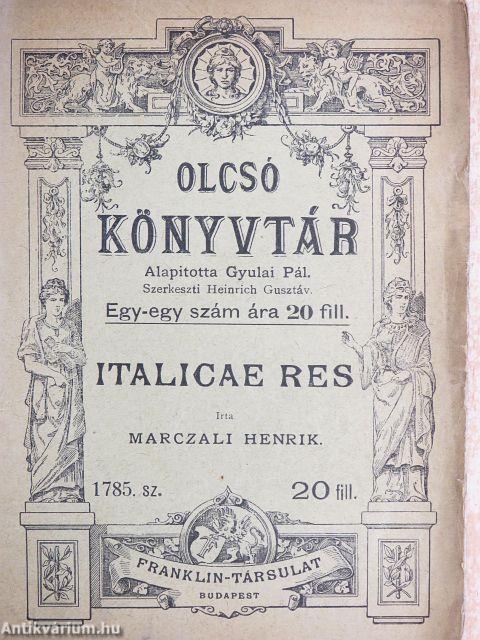 OLCSÓ
KÖNYVTÁR
Alapitotta Gyulai Pál.
Szerkeszti Heinrich Gusztáv.
Egy-egy szám ára 20 fill.
ITALICAE RES
Irta
MARCZALI HENRIK.
1785. sz. 20 fill.
FRANKLIN-TÁRSULAT
BUDAPEST
Antikvárium.hu